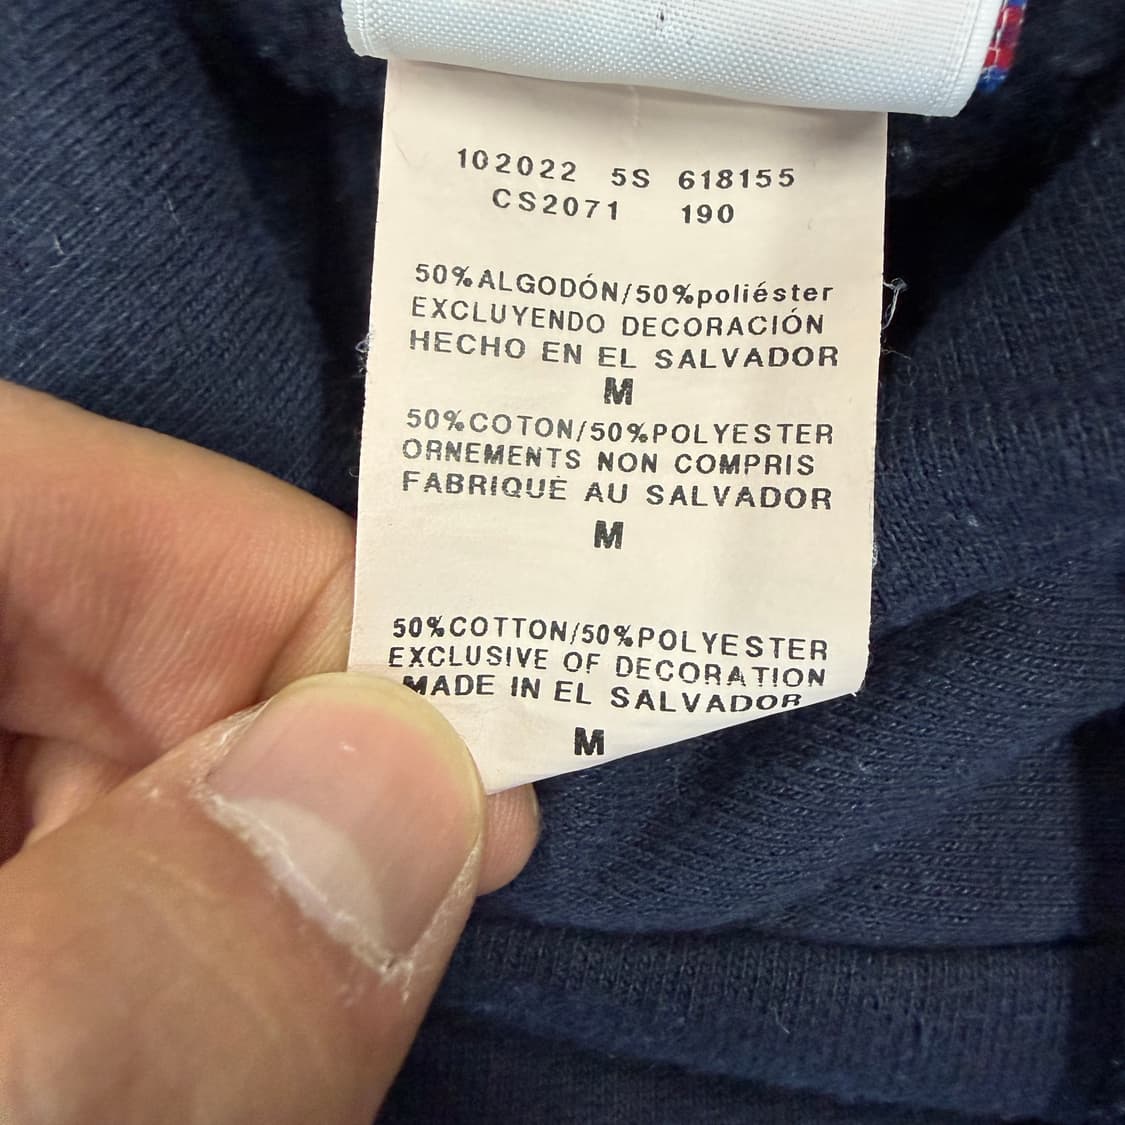 102022 5S 618155
CS2071 190
50%ALGODÓN/50%poliéster
EXCLUYENDO DECORACIÓN
HECHO EN EL SALVADOR
M
50%COTON/50%POLYESTER
ORNEMENTS NON COMPRIS
FABRIQUÉ AU SALVADOR
M
50%COTTON/50%POLYESTER
EXCLUSIVE OF DECORATION
MADE IN EL SALVADOR
M